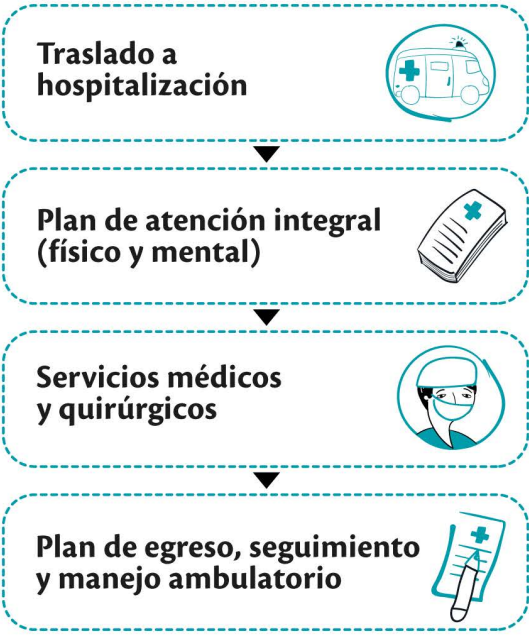 Traslado a
hospitalización
Plan de atención integral
(físico y mental)
Servicios médicos
y quirúrgicos
Plan de egreso, seguimiento
y manejo ambulatorio